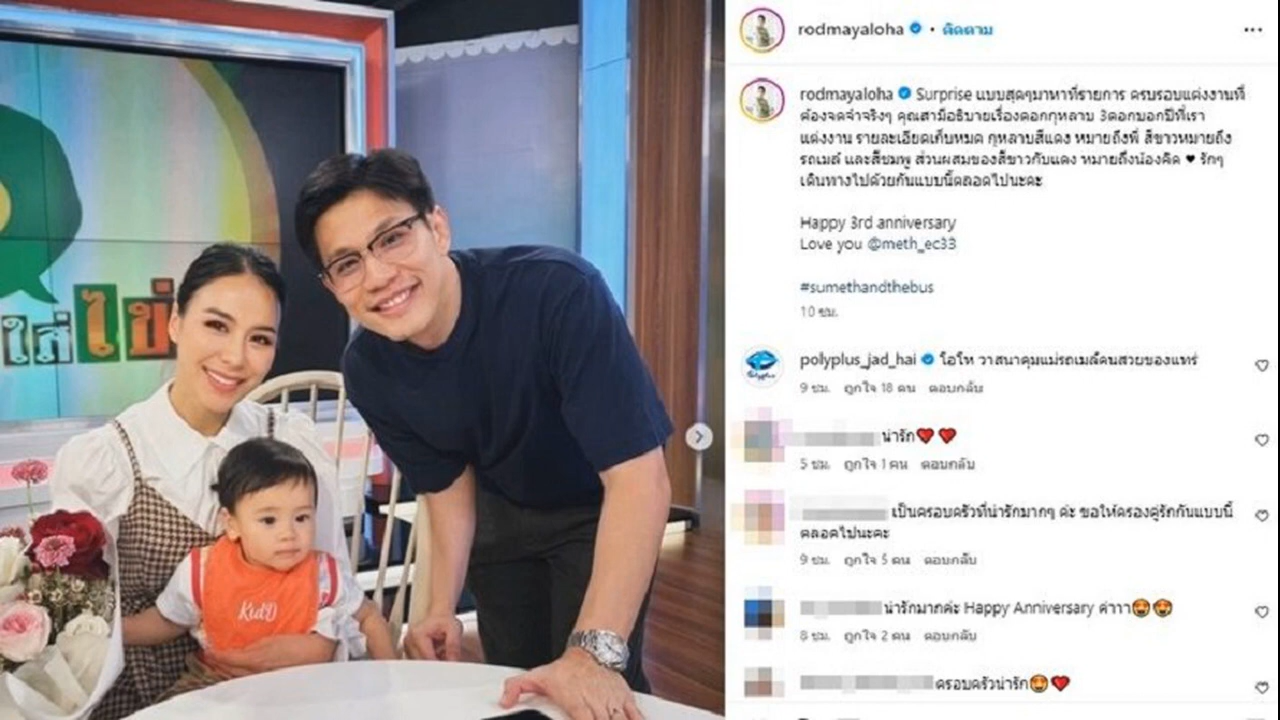 ใส่ไข่
KidD
rodmayaloha • ติดตาม
rodmayaloha Surprise แบบสุดๆมาหาที่รายการ ครบรอบแต่งงานที่
ต้องจดจำจริงๆ คุณสามีอธิบายเรื่องดอกกุหลาบ 3ดอกบอกปีที่เรา
แต่งงาน รายละเอียดเก็บหมด กุหลาบสีแดง หมายถึงพี่ สีขาวหมายถึง
รถเมล์ และสีชมพู ส่วนผสมของสีขาวกับแดง หมายถึงน้องคิด ♥ รักๆ
เดินทางไปด้วยกันแบบนี้ตลอดไปนะคะ
Happy 3rd anniversary
Love you @meth_ec33
#sumethandthebus
10 ชม.
polyplus_jad_hai โอโห วาสนาคุมแม่รถเมล์คนสวยของแทร่
9 ชม. ถูกใจ 18 คน ตอบกลับ
น่ารัก❤️❤️
5 ชม. ถูกใจ 1 คน ตอบกลับ
เป็นครอบครัวที่น่ารักมากๆ ค่ะ ขอให้ครองคู่รักกันแบบนี้
ตลอดไปนะคะ
9 ชม. ถูกใจ 5 คน ตอบกลับ
น่ารักมากค่ะ Happy Anniversary ค่าาา😍😍
8 ชม. ถูกใจ 2 คน ตอบกลับ
ครอบครัวน่ารัก😍❤️